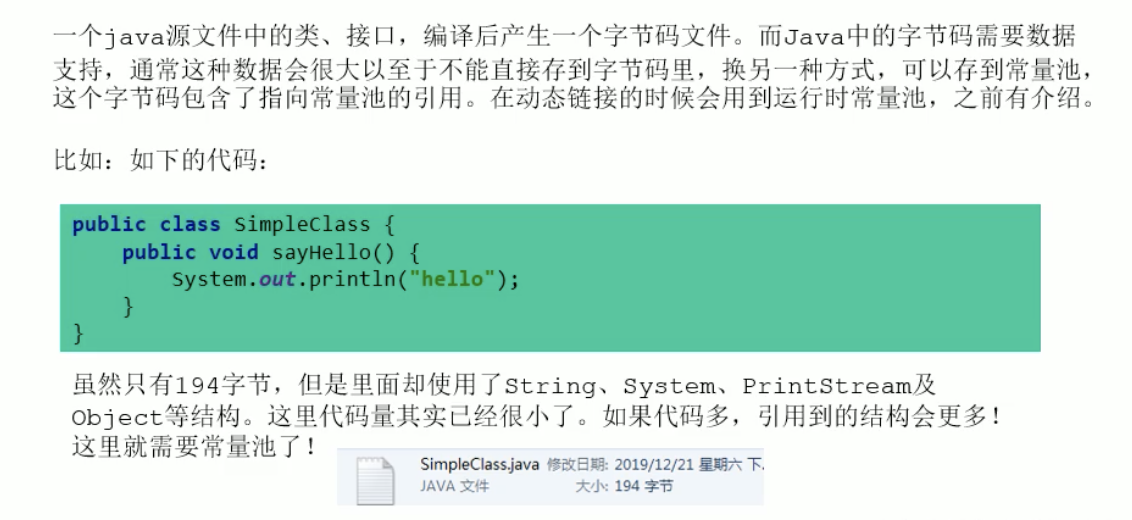 一个java源文件中的类、接口，编译后产生一个字节码文件。而Java中的字节码需要数据
支持，通常这种数据会很大以至于不能直接存到字节码里，换另一种方式，可以存到常量池，
这个字节码包含了指向常量池的引用。在动态链接的时候会用到运行时常量池，之前有介绍。
比如：如下的代码：
public class SimpleClass {
    public void sayHello() {
        System.out.println("hello");
    }
}
虽然只有194字节，但是里面却使用了String、System、PrintStream及
Object等结构。这里代码量其实已经很小了。如果代码多，引用到的结构会更多！
这里就需要常量池了！
SimpleClass.java 修改日期: 2019/12/21 星期六 下.
JAVA 文件 大小: 194 字节